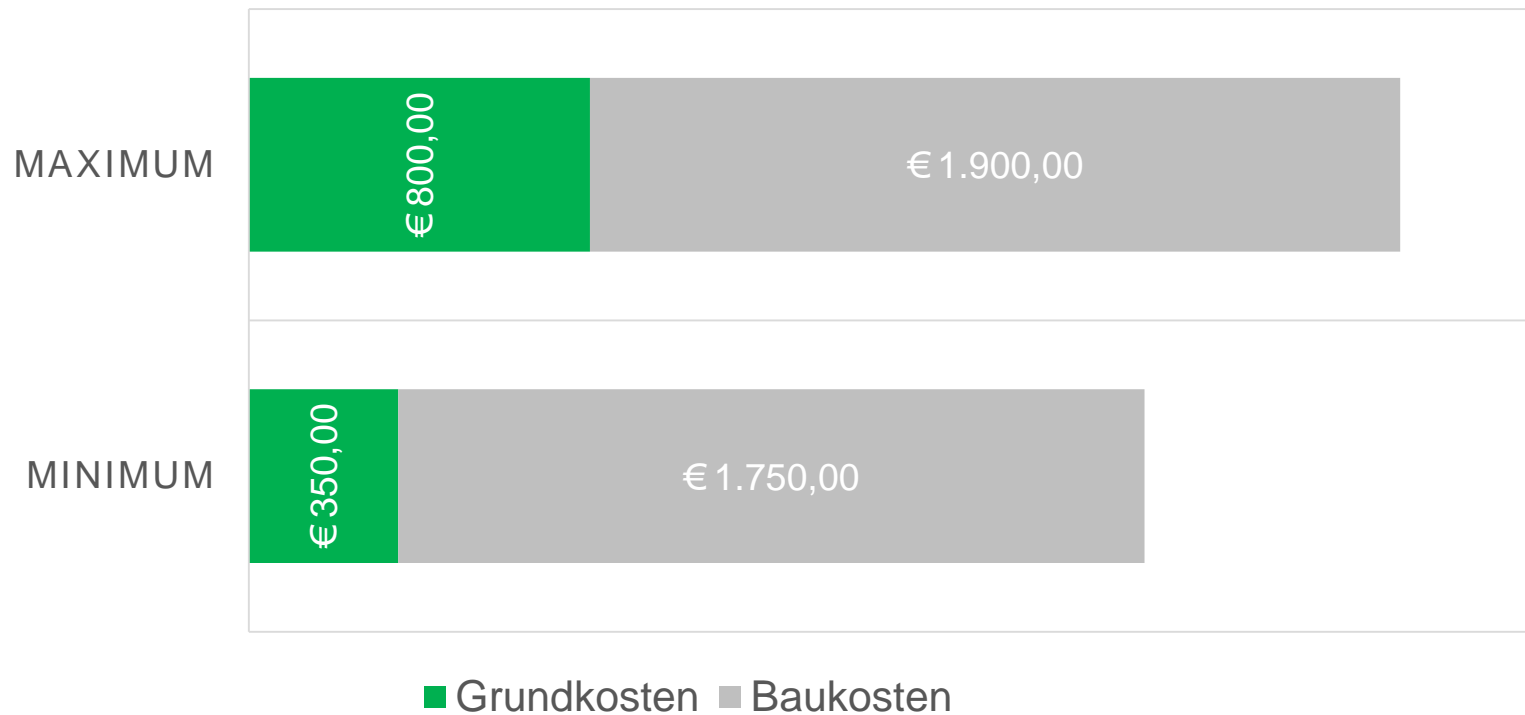 MAXIMUM
€ 800,00
€ 1.900,00
MINIMUM
€ 350,00
€ 1.750,00
Grundkosten
Baukosten